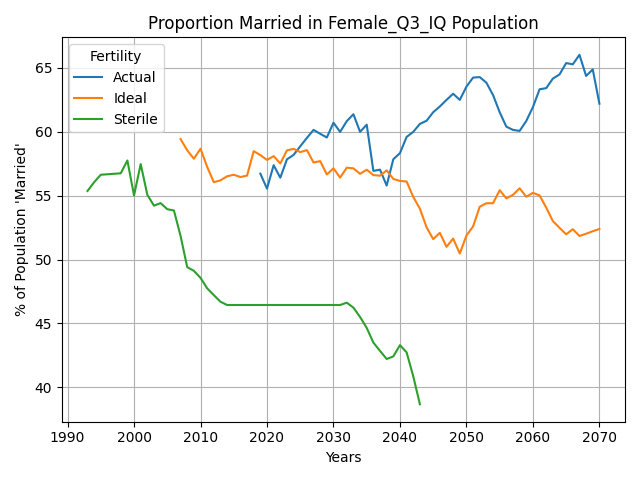 Proportion Married in Female_Q3_IQ Population
Fertility
Actual
Ideal
Sterile
% of Population 'Married'
65
60
55
50
45
40
1990
2000
2010
2020
2030
2040
2050
2060
2070
Years